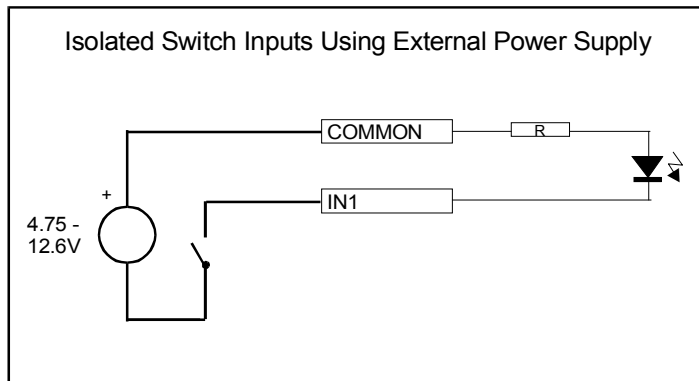 Isolated Switch Inputs Using External Power Supply
COMMON
R
+
IN1
4.75 -
12.6V